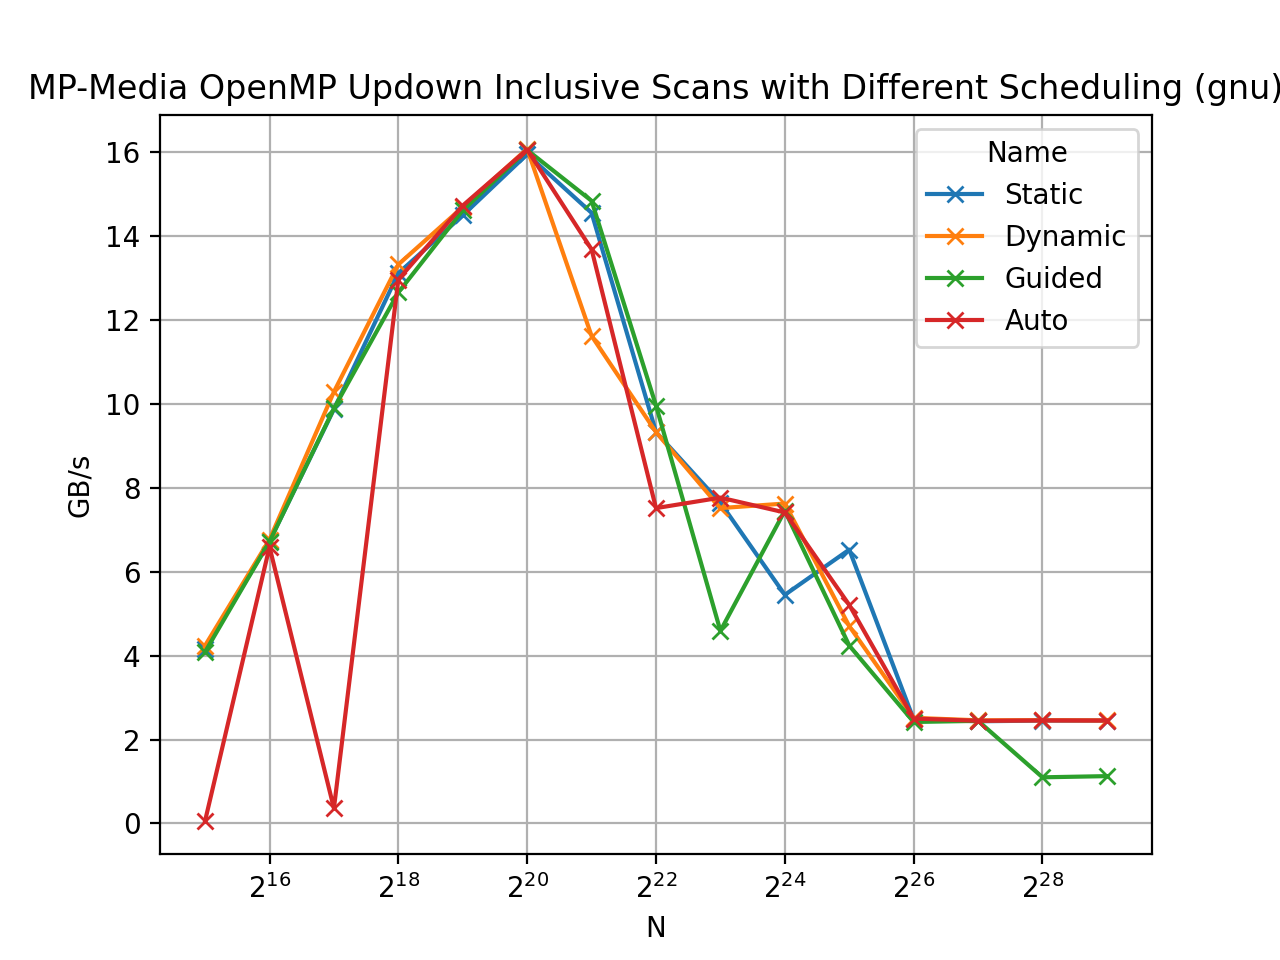 MP-Media OpenMP Updown Inclusive Scans with Different Scheduling (gnu)
Name
Static
Dynamic
Guided
Auto
16
14
12
10
8
6
4
2
0
GB/s
2^16 2^18 2^20 2^22 2^24 2^26 2^28
N